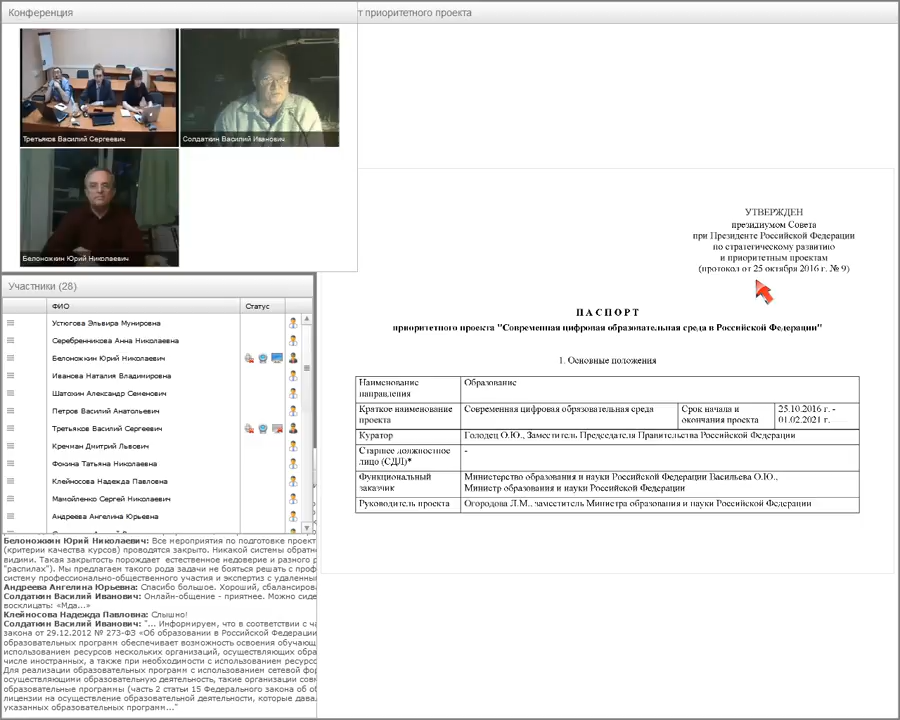 Конференция
т приоритетного проекта
Третьяков Василий Сергеевич
Солдаткин Василий Иванович
Белоножкин Юрий Николаевич
Участники (28)
ФИО Статус
Устюгова Эльвира Мунировна
Серебренникова Анна Николаевна
Белоножкин Юрий Николаевич
Иванова Наталия Владимировна
Шатохин Александр Семенович
Петров Василий Анатольевич
Третьяков Василий Сергеевич
Кречман Дмитрий Львович
Фокина Татьяна Николаевна
Клейносова Надежда Павловна
Мамойленко Сергей Николаевич
Андреева Ангелина Юрьевна
Белоножкин Юрий Николаевич: Все мероприятия по подготовке проект
(критерии качества курсов) проводятся закрыто. Никакой системы обратн
видими. Такая закрытость порождает естественное недоверие и разного р
"распилах"). Мы предлагаем такого рода задачи не бояться решать с проф
систему профессионально-общественного участия и экспертиз с удаленны
Андреева Ангелина Юрьевна: Спасибо большое. Хороший, сбалансиров
Солдаткин Василий Иванович: Онлайн-общение - приятнее. Можно сиде
восклицать: «Мда...»
Клейносова Надежда Павловна: Слышно!
Солдаткин Василий Иванович: "... Информируем, что в соответствии с ча
закона от 29.12.2012 № 273-ФЗ «Об образовании в Российской Федерации
образовательных программ обеспечивает возможность освоения обучающ
использованием ресурсов нескольких организаций, осуществляющих обра
числе иностранных, а также при необходимости с использованием ресурсо
Для реализации образовательных программ с использованием сетевой фор
осуществляющими образовательную деятельность, такие организации совм
образовательные программы (часть 2 статьи 15 Федерального закона об об
лицензии на осуществление образовательной деятельности, которые дава
указанных образовательных программ..."
УТВЕРЖДЕН
президиумом Совета
при Президенте Российской Федерации
по стратегическому развитию
и приоритетным проектам
(протокол от 25 октября 2016 г. № 9)
ПАСПОРТ
приоритетного проекта "Современная цифровая образовательная среда в Российской Федерации"
1. Основные положения
Наименование направления Образование
Краткое наименование проекта Современная цифровая образовательная среда Срок начала и окончания проекта 25.10.2016 г. - 01.02.2021 г.
Куратор Голодец О.Ю., Заместитель Председателя Правительства Российской Федерации
Старшее должностное лицо (СДЛ)* -
Функциональный заказчик Министерство образования и науки Российской Федерации Васильева О.Ю., Министр образования и науки Российской Федерации
Руководитель проекта Огородова Л.М., заместитель Министра образования и науки Российской Федерации